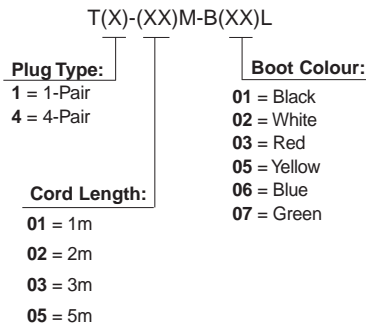 T(X)-(XX)M-B(XX)L
Plug Type:
1 = 1-Pair
4 = 4-Pair
Boot Colour:
01 = Black
02 = White
03 = Red
05 = Yellow
06 = Blue
07 = Green
Cord Length:
01 = 1m
02 = 2m
03 = 3m
05 = 5m